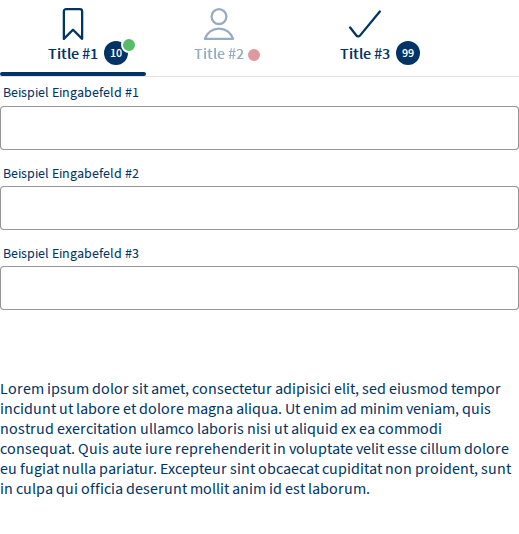 Title #1 10 Title #2 Title #3 99
Beispiel Eingabefeld #1
Beispiel Eingabefeld #2
Beispiel Eingabefeld #3
Lorem ipsum dolor sit amet, consectetur adipisici elit, sed eiusmod tempor
incidunt ut labore et dolore magna aliqua. Ut enim ad minim veniam, quis
nostrud exercitation ullamco laboris nisi ut aliquid ex ea commodi
consequat. Quis aute iure reprehenderit in voluptate velit esse cillum dolore
eu fugiat nulla pariatur. Excepteur sint obcaecat cupiditat non proident, sunt
in culpa qui officia deserunt mollit anim id est laborum.